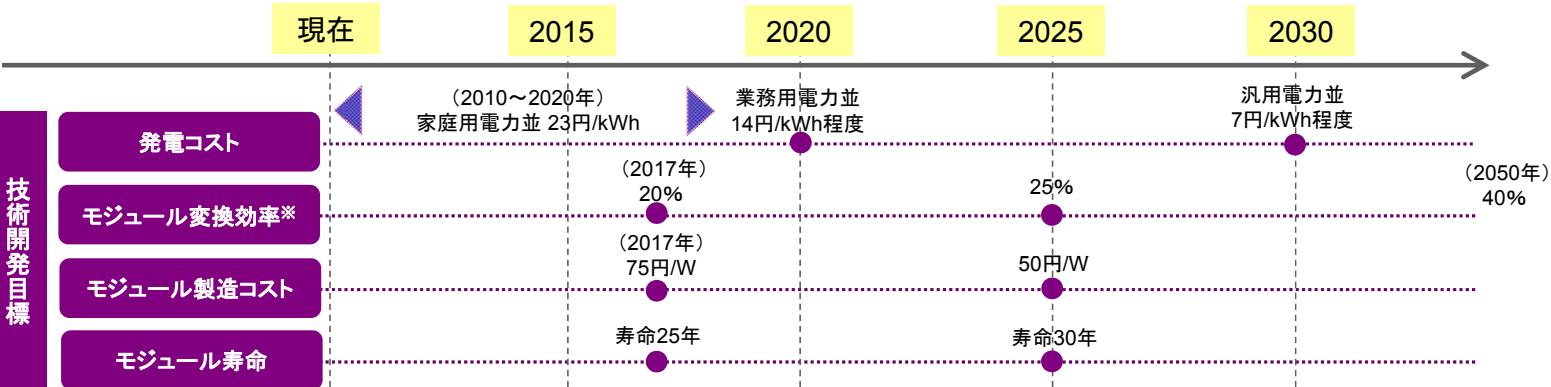 現在
2015
2020
2025
2030
技術開発目標
発電コスト
（2010～2020年）
家庭用電力並 23円/kWh
業務用電力並
14円/kWh程度
汎用電力並
7円/kWh程度
モジュール変換効率※
（2017年）
20%
25%
（2050年）
40%
モジュール製造コスト
（2017年）
75円/W
50円/W
モジュール寿命
寿命25年
寿命30年